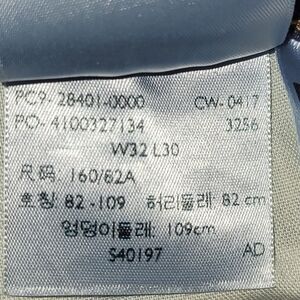 PC9-28401-0000 CW-0417
PO-4100327134 3256
W32 L30
尺码: 160/82A
호칭 82-109 허리둘레 82 cm
엉덩이둘레: 109cm
S40197 AD